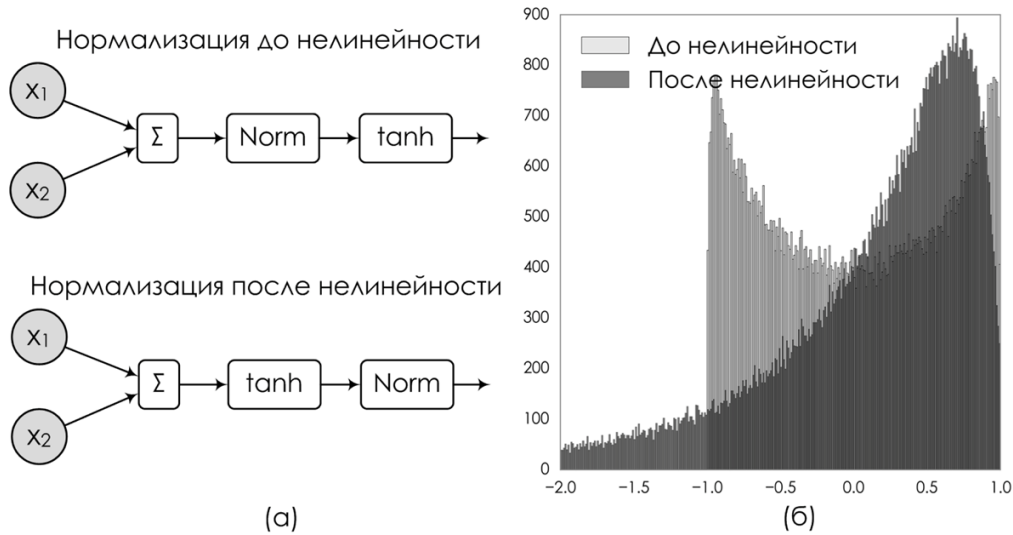 Нормализация до нелинейности
x1
x2
Σ
Norm
tanh
Нормализация после нелинейности
x1
x2
Σ
tanh
Norm
(а)
До нелинейности
После нелинейности
900
800
700
600
500
400
300
200
100
0
−2.0
−1.5
−1.0
−0.5
0.0
0.5
1.0
(б)